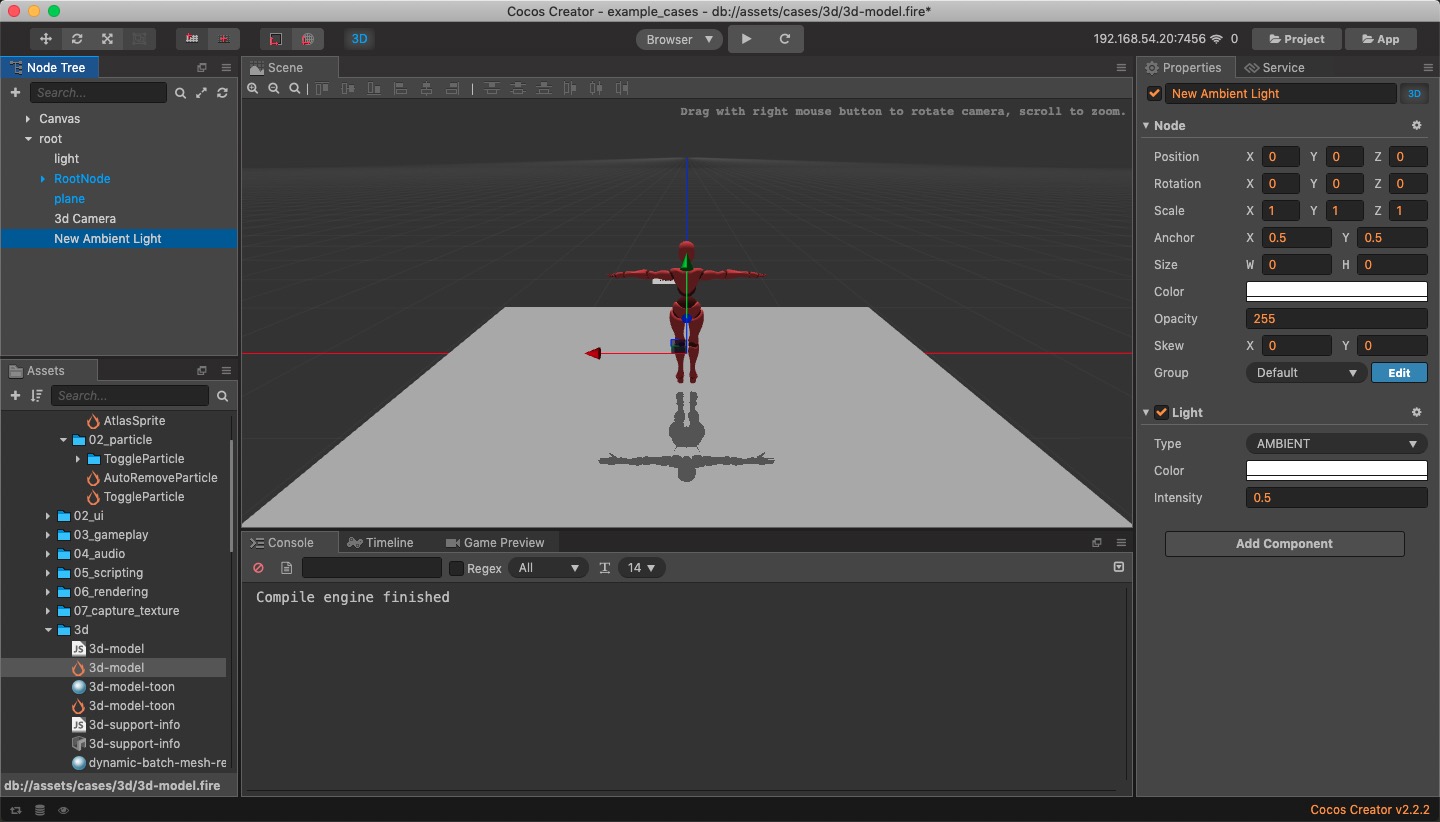 Cocos Creator - example_cases - db://assets/cases/3d/3d-model.fire*
3D
Browser
192.168.54.20:7456 0
Project
App
Node Tree
Search...
Canvas
root
light
RootNode
plane
3d Camera
New Ambient Light
Assets
Search...
AtlasSprite
02_particle
ToggleParticle
AutoRemoveParticle
ToggleParticle
02_ui
03_gameplay
04_audio
05_scripting
06_rendering
07_capture_texture
3d
JS 3d-model
3d-model
3d-model-toon
3d-model-toon
JS 3d-support-info
3d-support-info
dynamic-batch-mesh-re
db://assets/cases/3d/3d-model.fire
Scene
Drag with right mouse button to rotate camera, scroll to zoom.
Console Timeline Game Preview
Regex All 14
Compile engine finished
Properties Service
New Ambient Light 3D
Node
Position X 0 Y 0 Z 0
Rotation X 0 Y 0 Z 0
Scale X 1 Y 1 Z 1
Anchor X 0.5 Y 0.5
Size W 0 H 0
Color
Opacity 255
Skew X 0 Y 0
Group Default Edit
Light
Type AMBIENT
Color
Intensity 0.5
Add Component
Cocos Creator v2.2.2